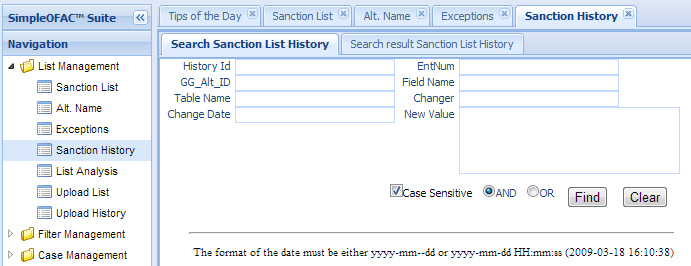 SimpleOFAC™ Suite
Tips of the Day
Sanction List
Alt. Name
Exceptions
Sanction History
Navigation
List Management
Sanction List
Alt. Name
Exceptions
Sanction History
List Analysis
Upload List
Upload History
Filter Management
Case Management
Search Sanction List History
Search result Sanction List History
History Id
EntNum
GG_Alt_ID
Field Name
Table Name
Changer
Change Date
New Value
Case Sensitive AND OR Find Clear
The format of the date must be either yyyy-mm--dd or yyyy-mm-dd HH:mm:ss (2009-03-18 16:10:38)